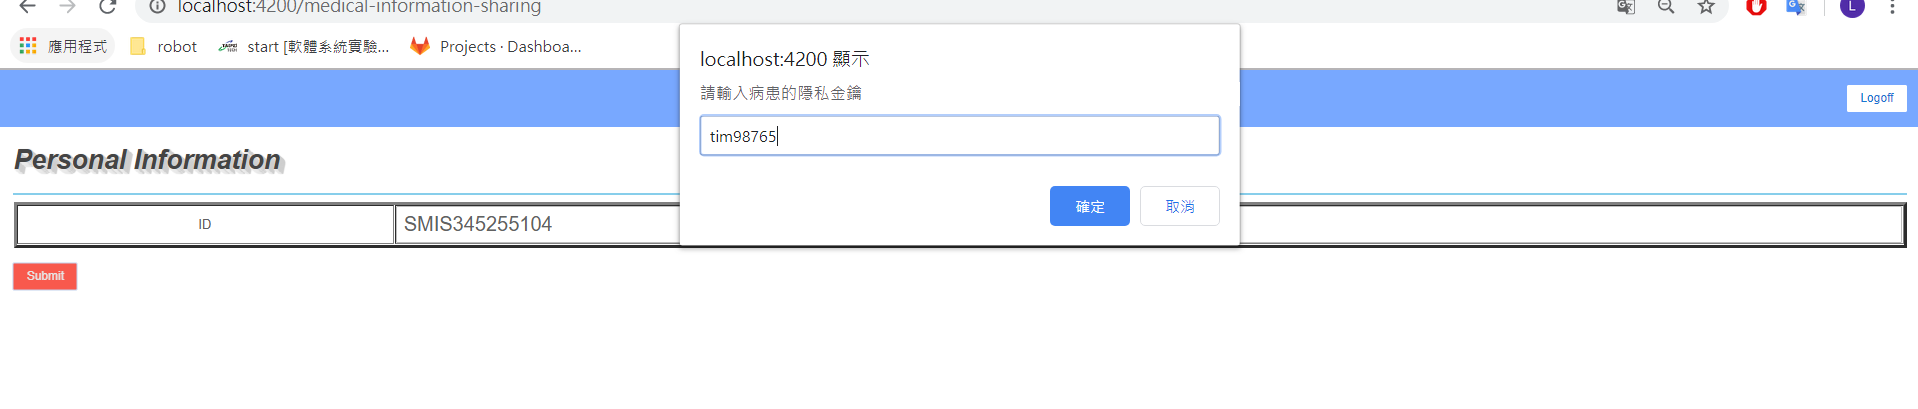 localhost:4200/medical-information-sharing
L
應用程式 robot start [軟體系統實驗... Projects · Dashboa...
localhost:4200 顯示
請輸入病患的隱私金鑰
tim98765
確定 取消
Logoff
Personal Information
ID SMIS345255104
Submit